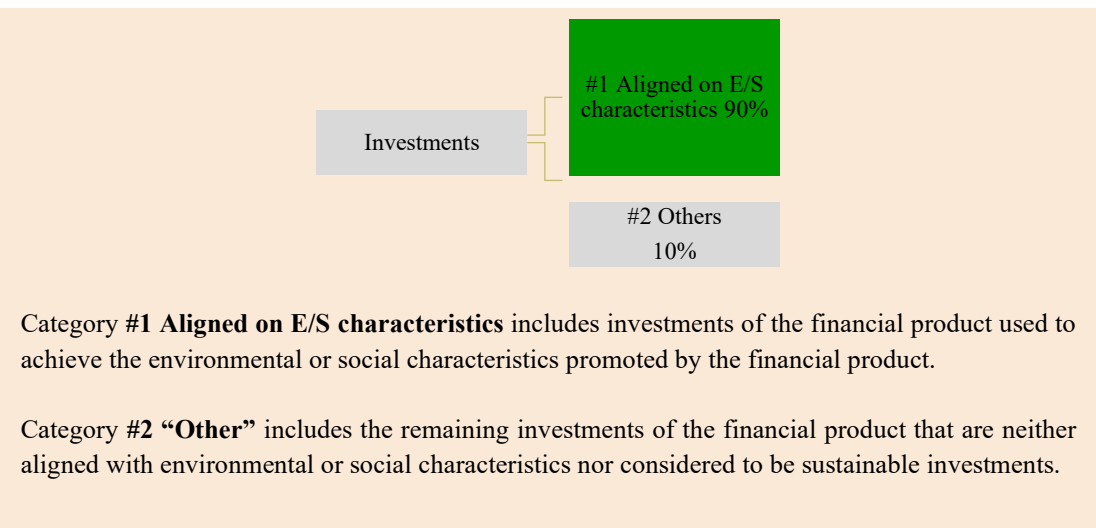 #1 Aligned on E/S
characteristics 90%
Investments
#2 Others
10%
Category #1 Aligned on E/S characteristics includes investments of the financial product used to
achieve the environmental or social characteristics promoted by the financial product.
Category #2 “Other” includes the remaining investments of the financial product that are neither
aligned with environmental or social characteristics nor considered to be sustainable investments.